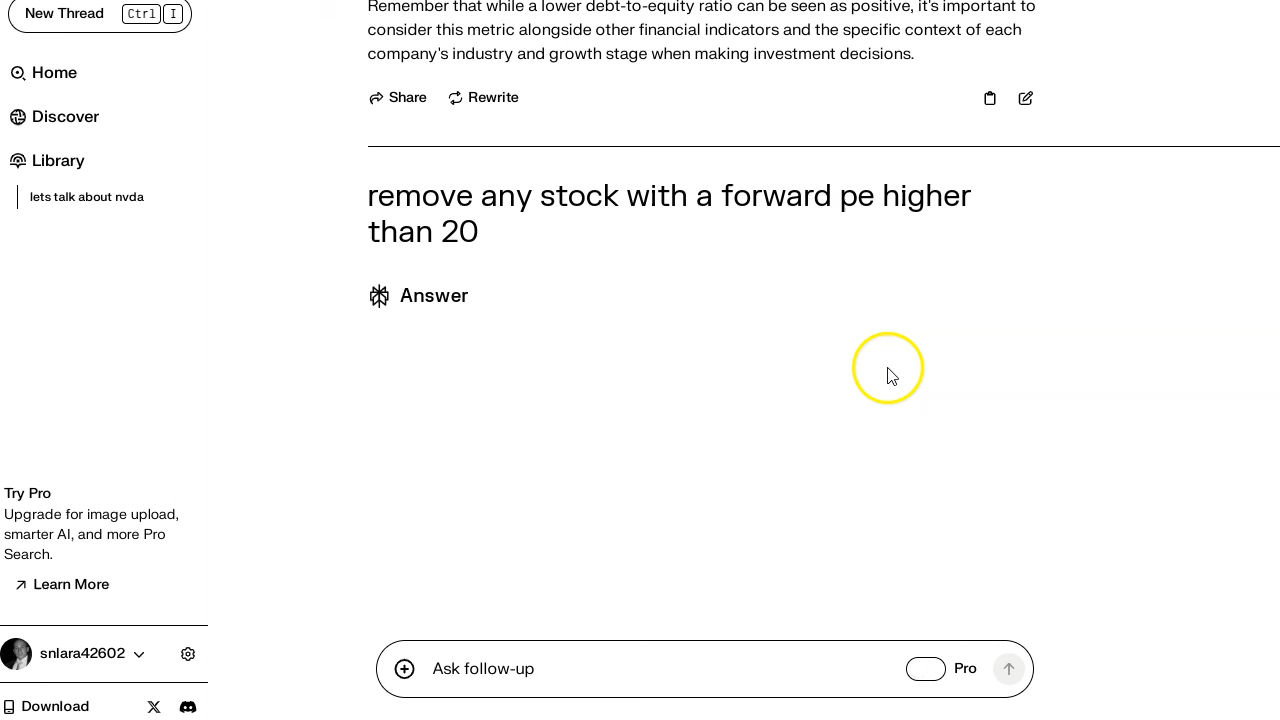 New Thread Ctrl I
Home
Discover
Library
lets talk about nvda
Try Pro
Upgrade for image upload,
smarter AI, and more Pro
Search.
Learn More
snlara42602
Download
Remember that while a lower debt-to-equity ratio can be seen as positive, it's important to
consider this metric alongside other financial indicators and the specific context of each
company's industry and growth stage when making investment decisions.
Share Rewrite
remove any stock with a forward pe higher
than 20
Answer
Ask follow-up Pro